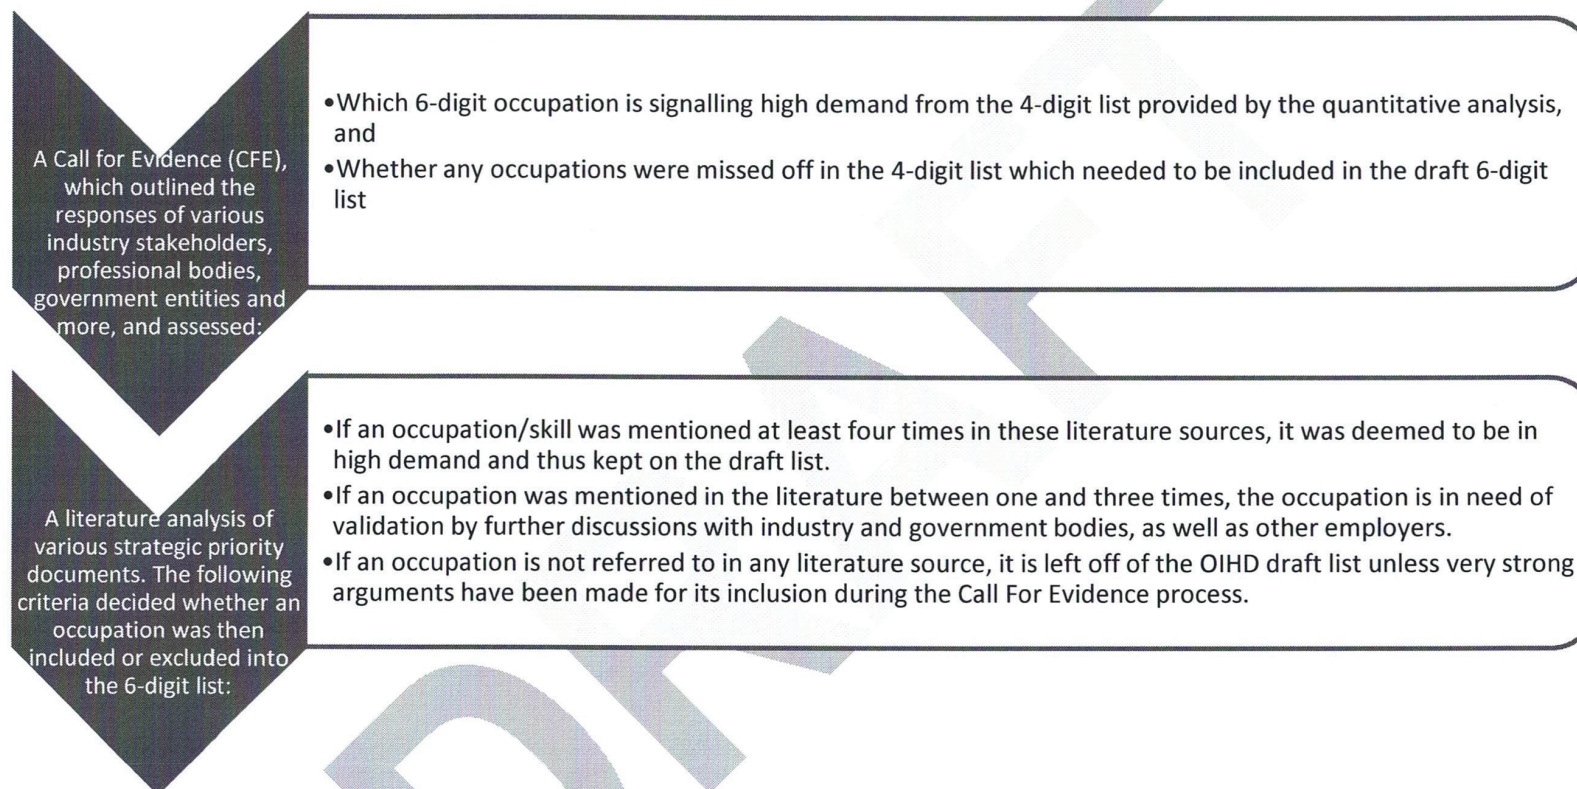 A Call for Evidence (CFE),
which outlined the
responses of various
industry stakeholders,
professional bodies,
government entities and
more, and assessed:
•Which 6-digit occupation is signalling high demand from the 4-digit list provided by the quantitative analysis,
and
•Whether any occupations were missed off in the 4-digit list which needed to be included in the draft 6-digit
list
A literature analysis of
various strategic priority
documents. The following
criteria decided whether an
occupation was then
included or excluded into
the 6-digit list:
•If an occupation/skill was mentioned at least four times in these literature sources, it was deemed to be in
high demand and thus kept on the draft list.
•If an occupation was mentioned in the literature between one and three times, the occupation is in need of
validation by further discussions with industry and government bodies, as well as other employers.
•If an occupation is not referred to in any literature source, it is left off of the OIHD draft list unless very strong
arguments have been made for its inclusion during the Call For Evidence process.
DRAFT